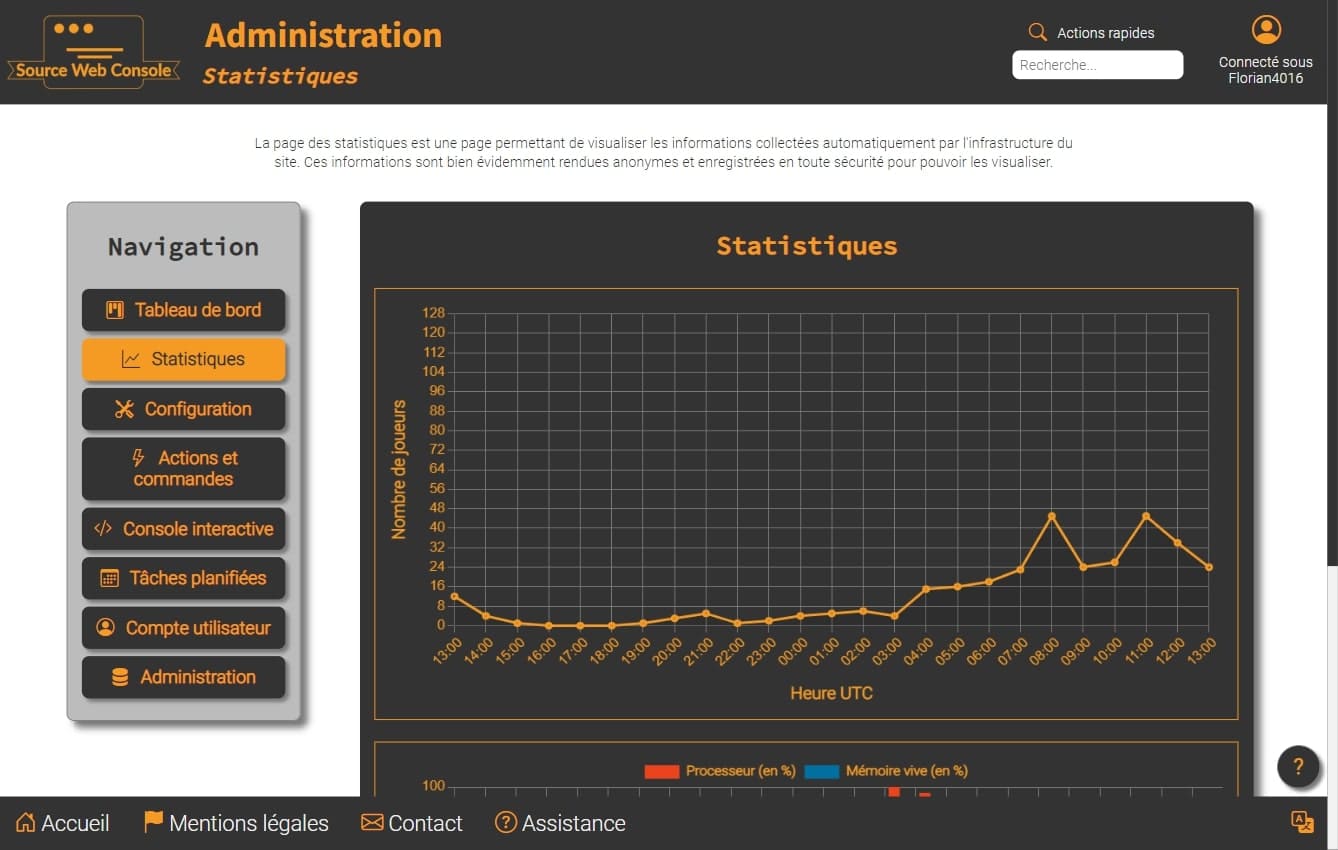 Source Web Console
Administration
Statistiques
Actions rapides
Recherche...
Connecté sous
Florian4016
La page des statistiques est une page permettant de visualiser les informations collectées automatiquement par l'infrastructure du
site. Ces informations sont bien évidemment rendues anonymes et enregistrées en toute sécurité pour pouvoir les visualiser.
Navigation
Tableau de bord
Statistiques
Configuration
Actions et
commandes
Console interactive
Tâches planifiées
Compte utilisateur
Administration
Statistiques
Nombre de joueurs
128
120
112
104
96
88
80
72
64
56
48
40
32
24
16
8
0
13:00 14:00 15:00 16:00 17:00 18:00 19:00 20:00 21:00 22:00 23:00 00:00 01:00 02:00 03:00 04:00 05:00 06:00 07:00 08:00 09:00 10:00 11:00 12:00 13:00
Heure UTC
Processeur (en %) Mémoire vive (en %)
100
?
Accueil Mentions légales Contact ? Assistance
A